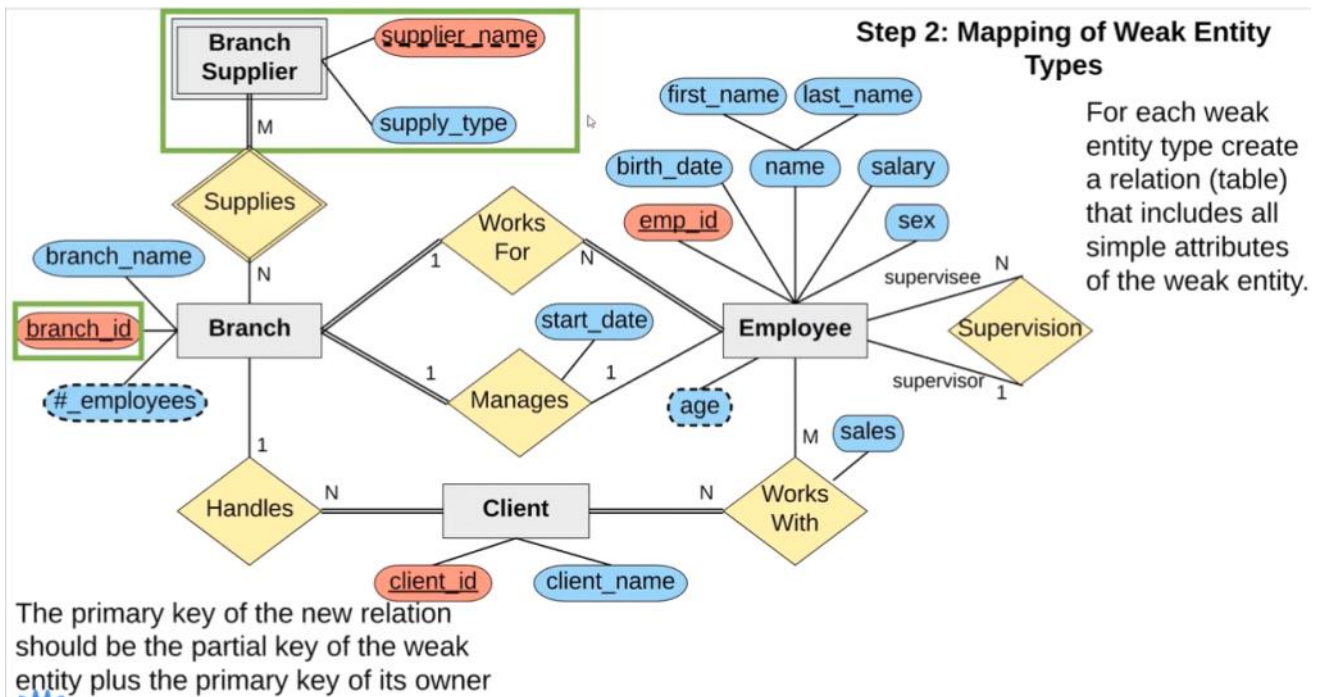 Step 2: Mapping of Weak Entity
Types
For each weak
entity type create
a relation (table)
that includes all
simple attributes
of the weak entity.
Branch
Supplier
supplier_name
supply_type
M
Supplies
N
first_name
last_name
birth_date
name
salary
emp_id
sex
branch_name
branch_id
#_employees
Branch
Works
For
1
N
start_date
Manages
1
1
Employee
age
supervisee
N
Supervision
supervisor
1
M
sales
Works
With
N
Client
client_id
client_name
N
Handles
1
The primary key of the new relation
should be the partial key of the weak
entity plus the primary key of its owner